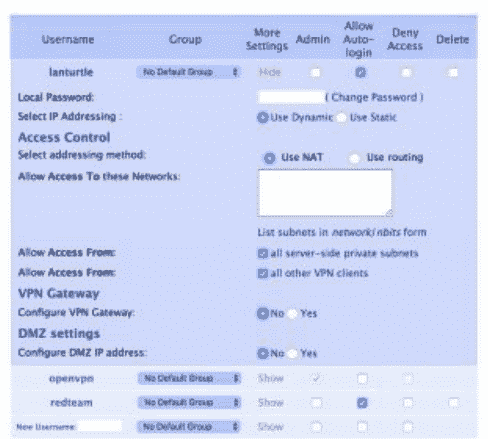 Username Group More Settings Admin Allow Auto-login Deny Access Delete
lanturtle No Default Group Hide
Local Password: ( Change Password )
Select IP Addressing : Use Dynamic Use Static
Access Control
Select addressing method: Use NAT Use routing
Allow Access To these Networks:
List subnets in network/nbits form
Allow Access From: all server-side private subnets
Allow Access From: all other VPN clients
VPN Gateway
Configure VPN Gateway: No Yes
DMZ settings
Configure DMZ IP address: No Yes
openvpn No Default Group Show
redteam No Default Group Show
New Username: No Default Group Show